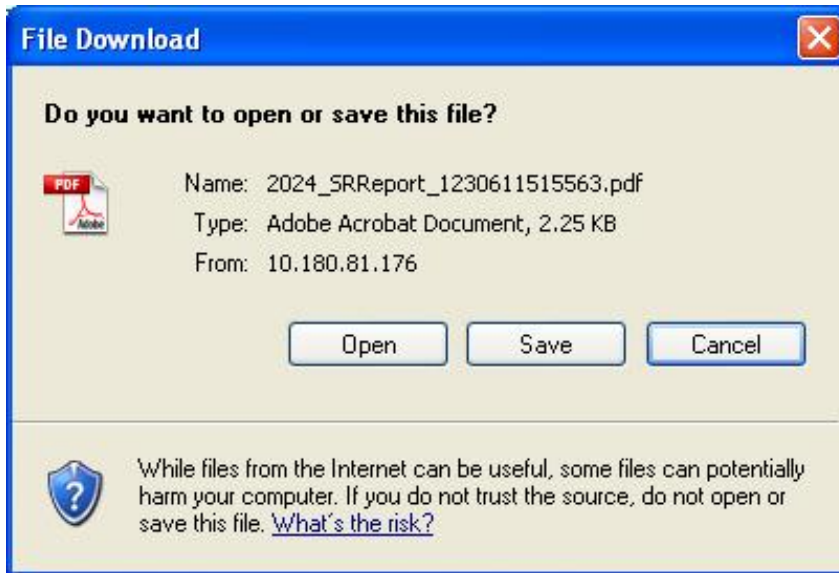 File Download
Do you want to open or save this file?
PDF
Adobe
Name: 2024_SRReport_1230611515563.pdf
Type: Adobe Acrobat Document, 2.25 KB
From: 10.180.81.176
Open Save Cancel
While files from the Internet can be useful, some files can potentially
harm your computer. If you do not trust the source, do not open or
save this file. What's the risk?